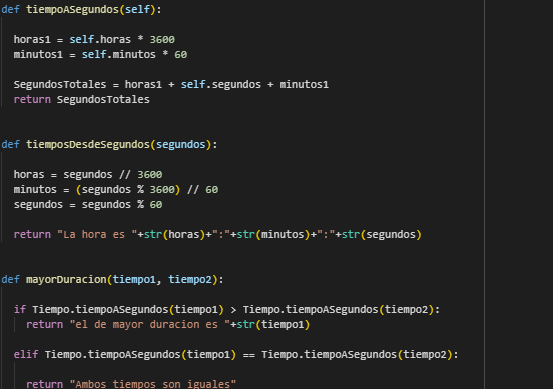 def tiempoASegundos(self):
horas1 = self.horas * 3600
minutos1 = self.minutos * 60
SegundosTotales = horas1 + self.segundos + minutos1
return SegundosTotales
def tiemposDesdeSegundos(segundos):
horas = segundos // 3600
minutos = (segundos % 3600) // 60
segundos = segundos % 60
return "La hora es "+str(horas)+":"+str(minutos)+":"+str(segundos)
def mayorDuracion(tiempo1, tiempo2):
if Tiempo.tiempoASegundos(tiempo1) > Tiempo.tiempoASegundos(tiempo2):
return "el de mayor duracion es "+str(tiempo1)
elif Tiempo.tiempoASegundos(tiempo1) == Tiempo.tiempoASegundos(tiempo2):
return "Ambos tiempos son iguales"